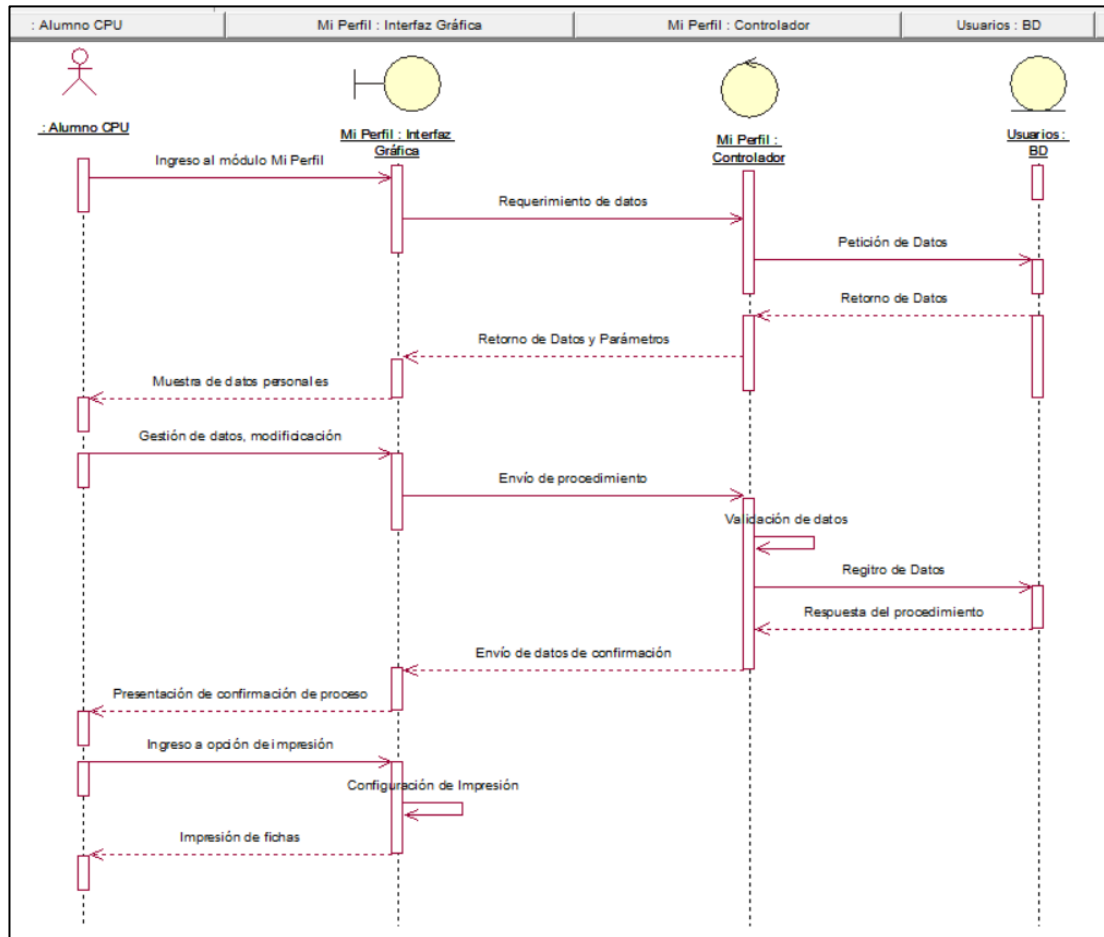 : Alumno CPU
Mi Perfil : Interfaz Gráfica
Mi Perfil : Controlador
Usuarios : BD
: Alumno CPU
Mi Perfil : Interfaz
Gráfica
Mi Perfil :
Controlador
Usuarios :
BD
Ingreso al módulo Mi Perfil
Requerimiento de datos
Petición de Datos
Retorno de Datos
Retorno de Datos y Parámetros
Muestra de datos personales
Gestión de datos, modificicación
Envío de procedimiento
Validación de datos
Regitro de Datos
Respuesta del procedimiento
Envío de datos de confirmación
Presentación de confirmación de proceso
Ingreso a opción de impresión
Configuración de Impresión
Impresión de fichas